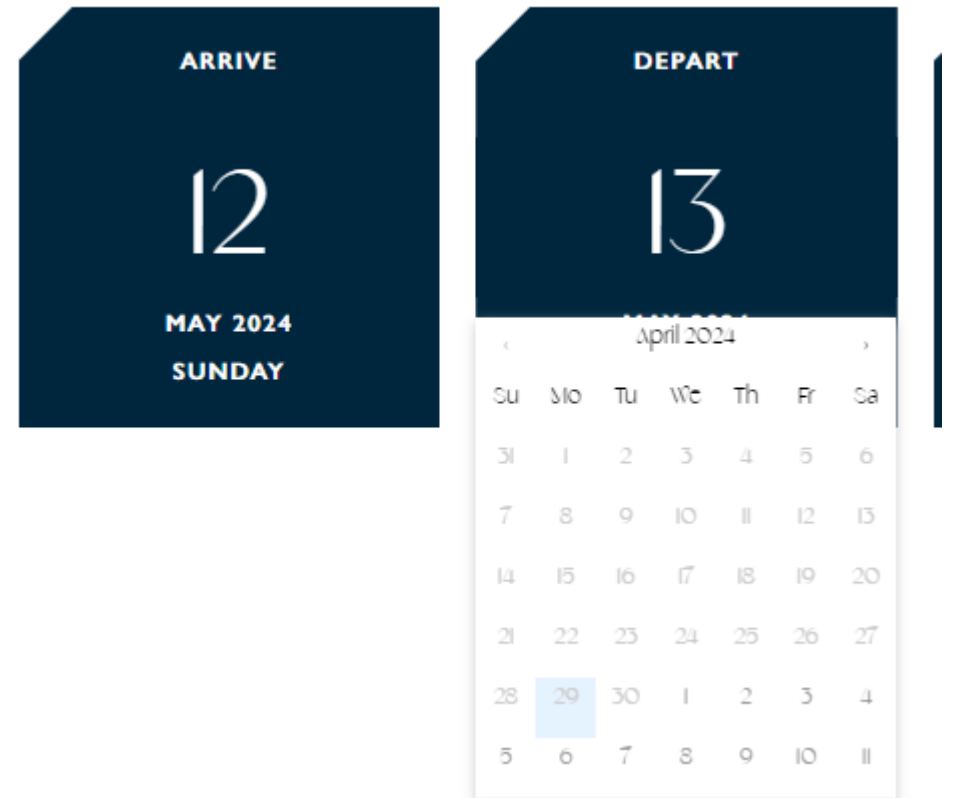 ARRIVE
12
MAY 2024
SUNDAY
DEPART
13
MAY 2024
‹ April 2024 ›
Su Mo Tu We Th Fr Sa
31 1 2 3 4 5 6
7 8 9 10 11 12 13
14 15 16 17 18 19 20
21 22 23 24 25 26 27
28 29 30 1 2 3 4
5 6 7 8 9 10 11